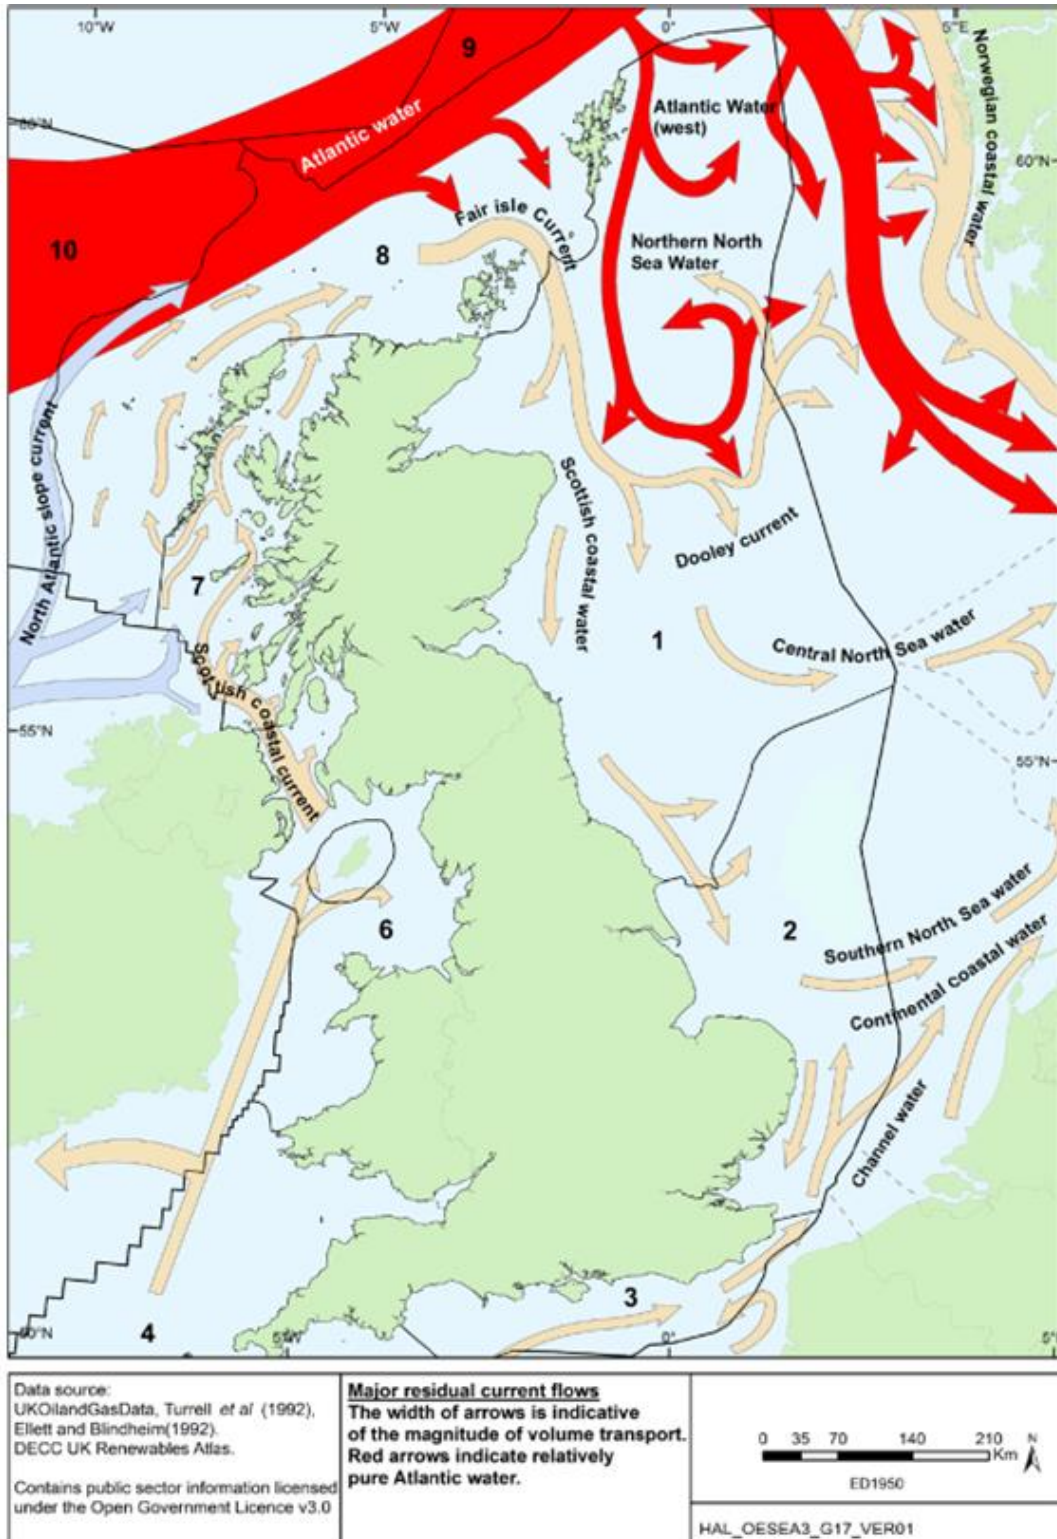 10°W
5°W
0°
5°E
9
Norwegian coastal water
Atlantic water
Atlantic Water
(west)
60°N
60°N
Fair isle Current
10
8
Northern North
Sea Water
North Atlantic slope current
Scottish coastal water
Dooley current
7
1
Central North Sea water
Scottish coastal current
55°N
55°N
6
2
Southern North Sea water
Continental coastal water
Channel water
3
4
50°N
5°W
0°
Data source:
UKOilandGasData, Turrell et al (1992),
Ellett and Blindheim(1992).
DECC UK Renewables Atlas.
Contains public sector information licensed
under the Open Government Licence v3.0
Major residual current flows
The width of arrows is indicative
of the magnitude of volume transport.
Red arrows indicate relatively
pure Atlantic water.
0 35 70 140 210
Km
N
ED1950
HAL_OESEA3_G17_VER01